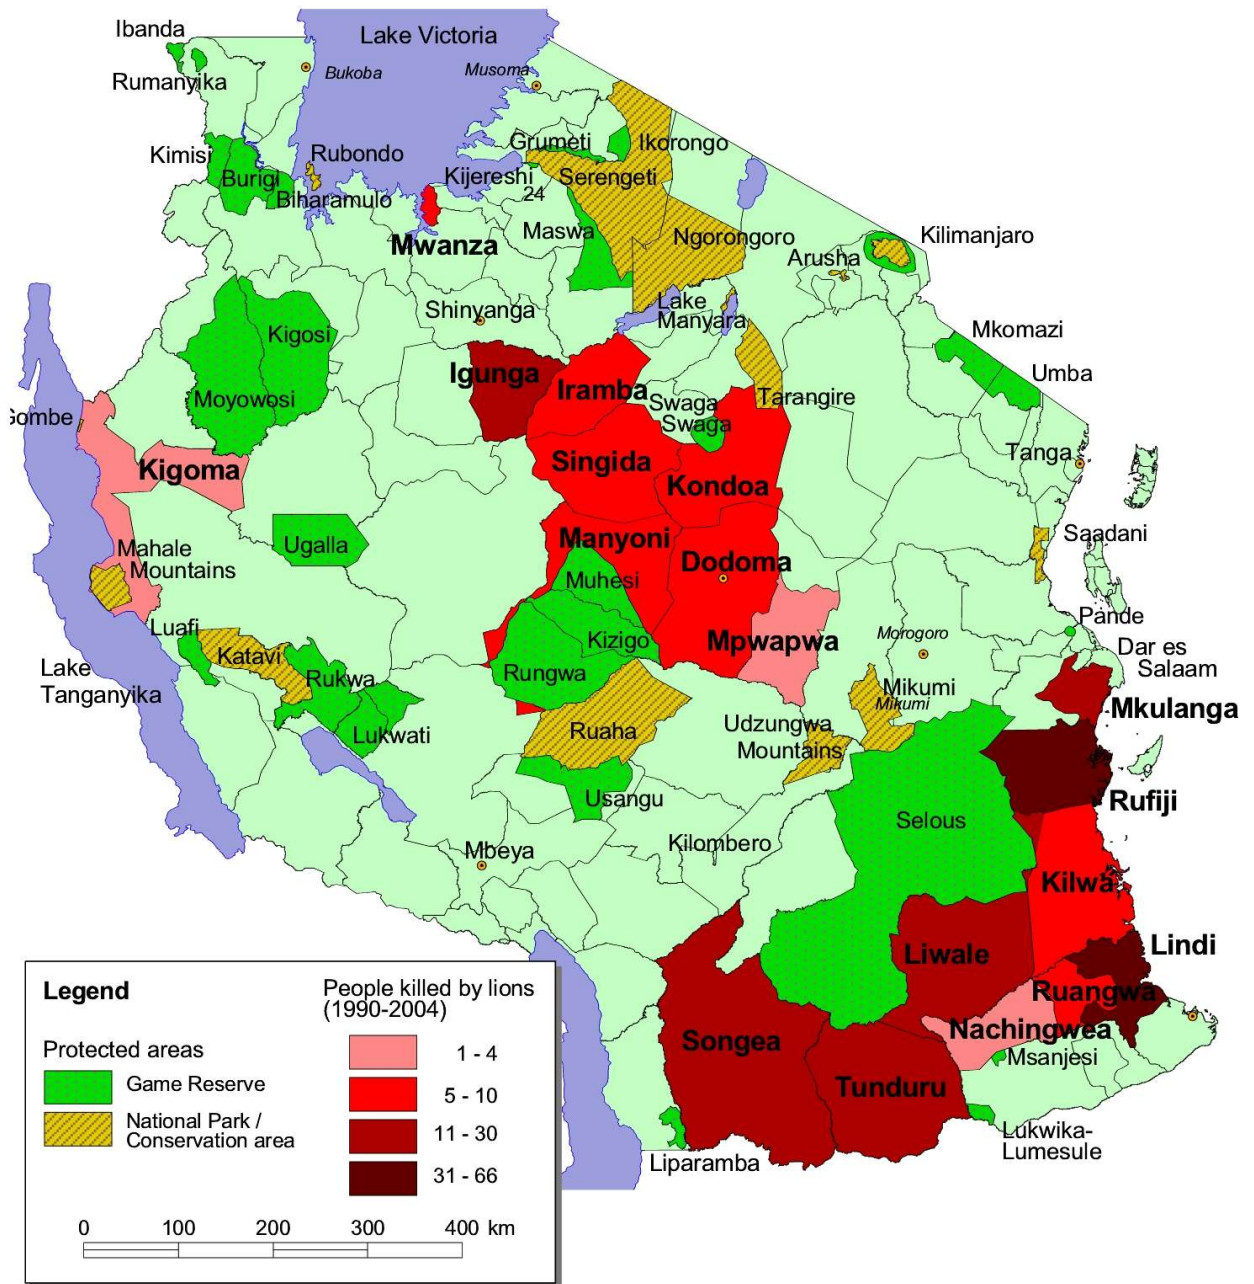 Ibanda
Lake Victoria
Bukoba
Musoma
Rumanyika
Grumeti
Ikorongo
Kimisi
Rubondo
Kijereshi
Serengeti
Burigi
24
Biharamulo
Maswa
Ngorongoro
Kilimanjaro
Mwanza
Arusha
Shinyanga
Lake
Manyara
Kigosi
Mkomazi
Igunga
Iramba
Umba
Moyowosi
Swaga
Swaga
Tarangire
Gombe
Kigoma
Singida
Kondoa
Tanga
Ugalla
Manyoni
Dodoma
Saadani
Mahale
Mountains
Muhesi
Pande
Luafi
Kizigo
Mpwapwa
Morogoro
Dar es
Salaam
Katavi
Rukwa
Rungwa
Lake
Tanganyika
Mikumi
Mikumi
Mkulanga
Lukwati
Ruaha
Udzungwa
Mountains
Usangu
Rufiji
Selous
Mbeya
Kilombero
Kilwa
Liwale
Lindi
Ruangwa
Nachingwea
Songea
Msanjesi
Tunduru
Lukwika-
Lumesule
Liparamba
Legend
People killed by lions
(1990-2004)
Protected areas
1 - 4
Game Reserve
5 - 10
National Park /
Conservation area
11 - 30
31 - 66
0 100 200 300 400 km